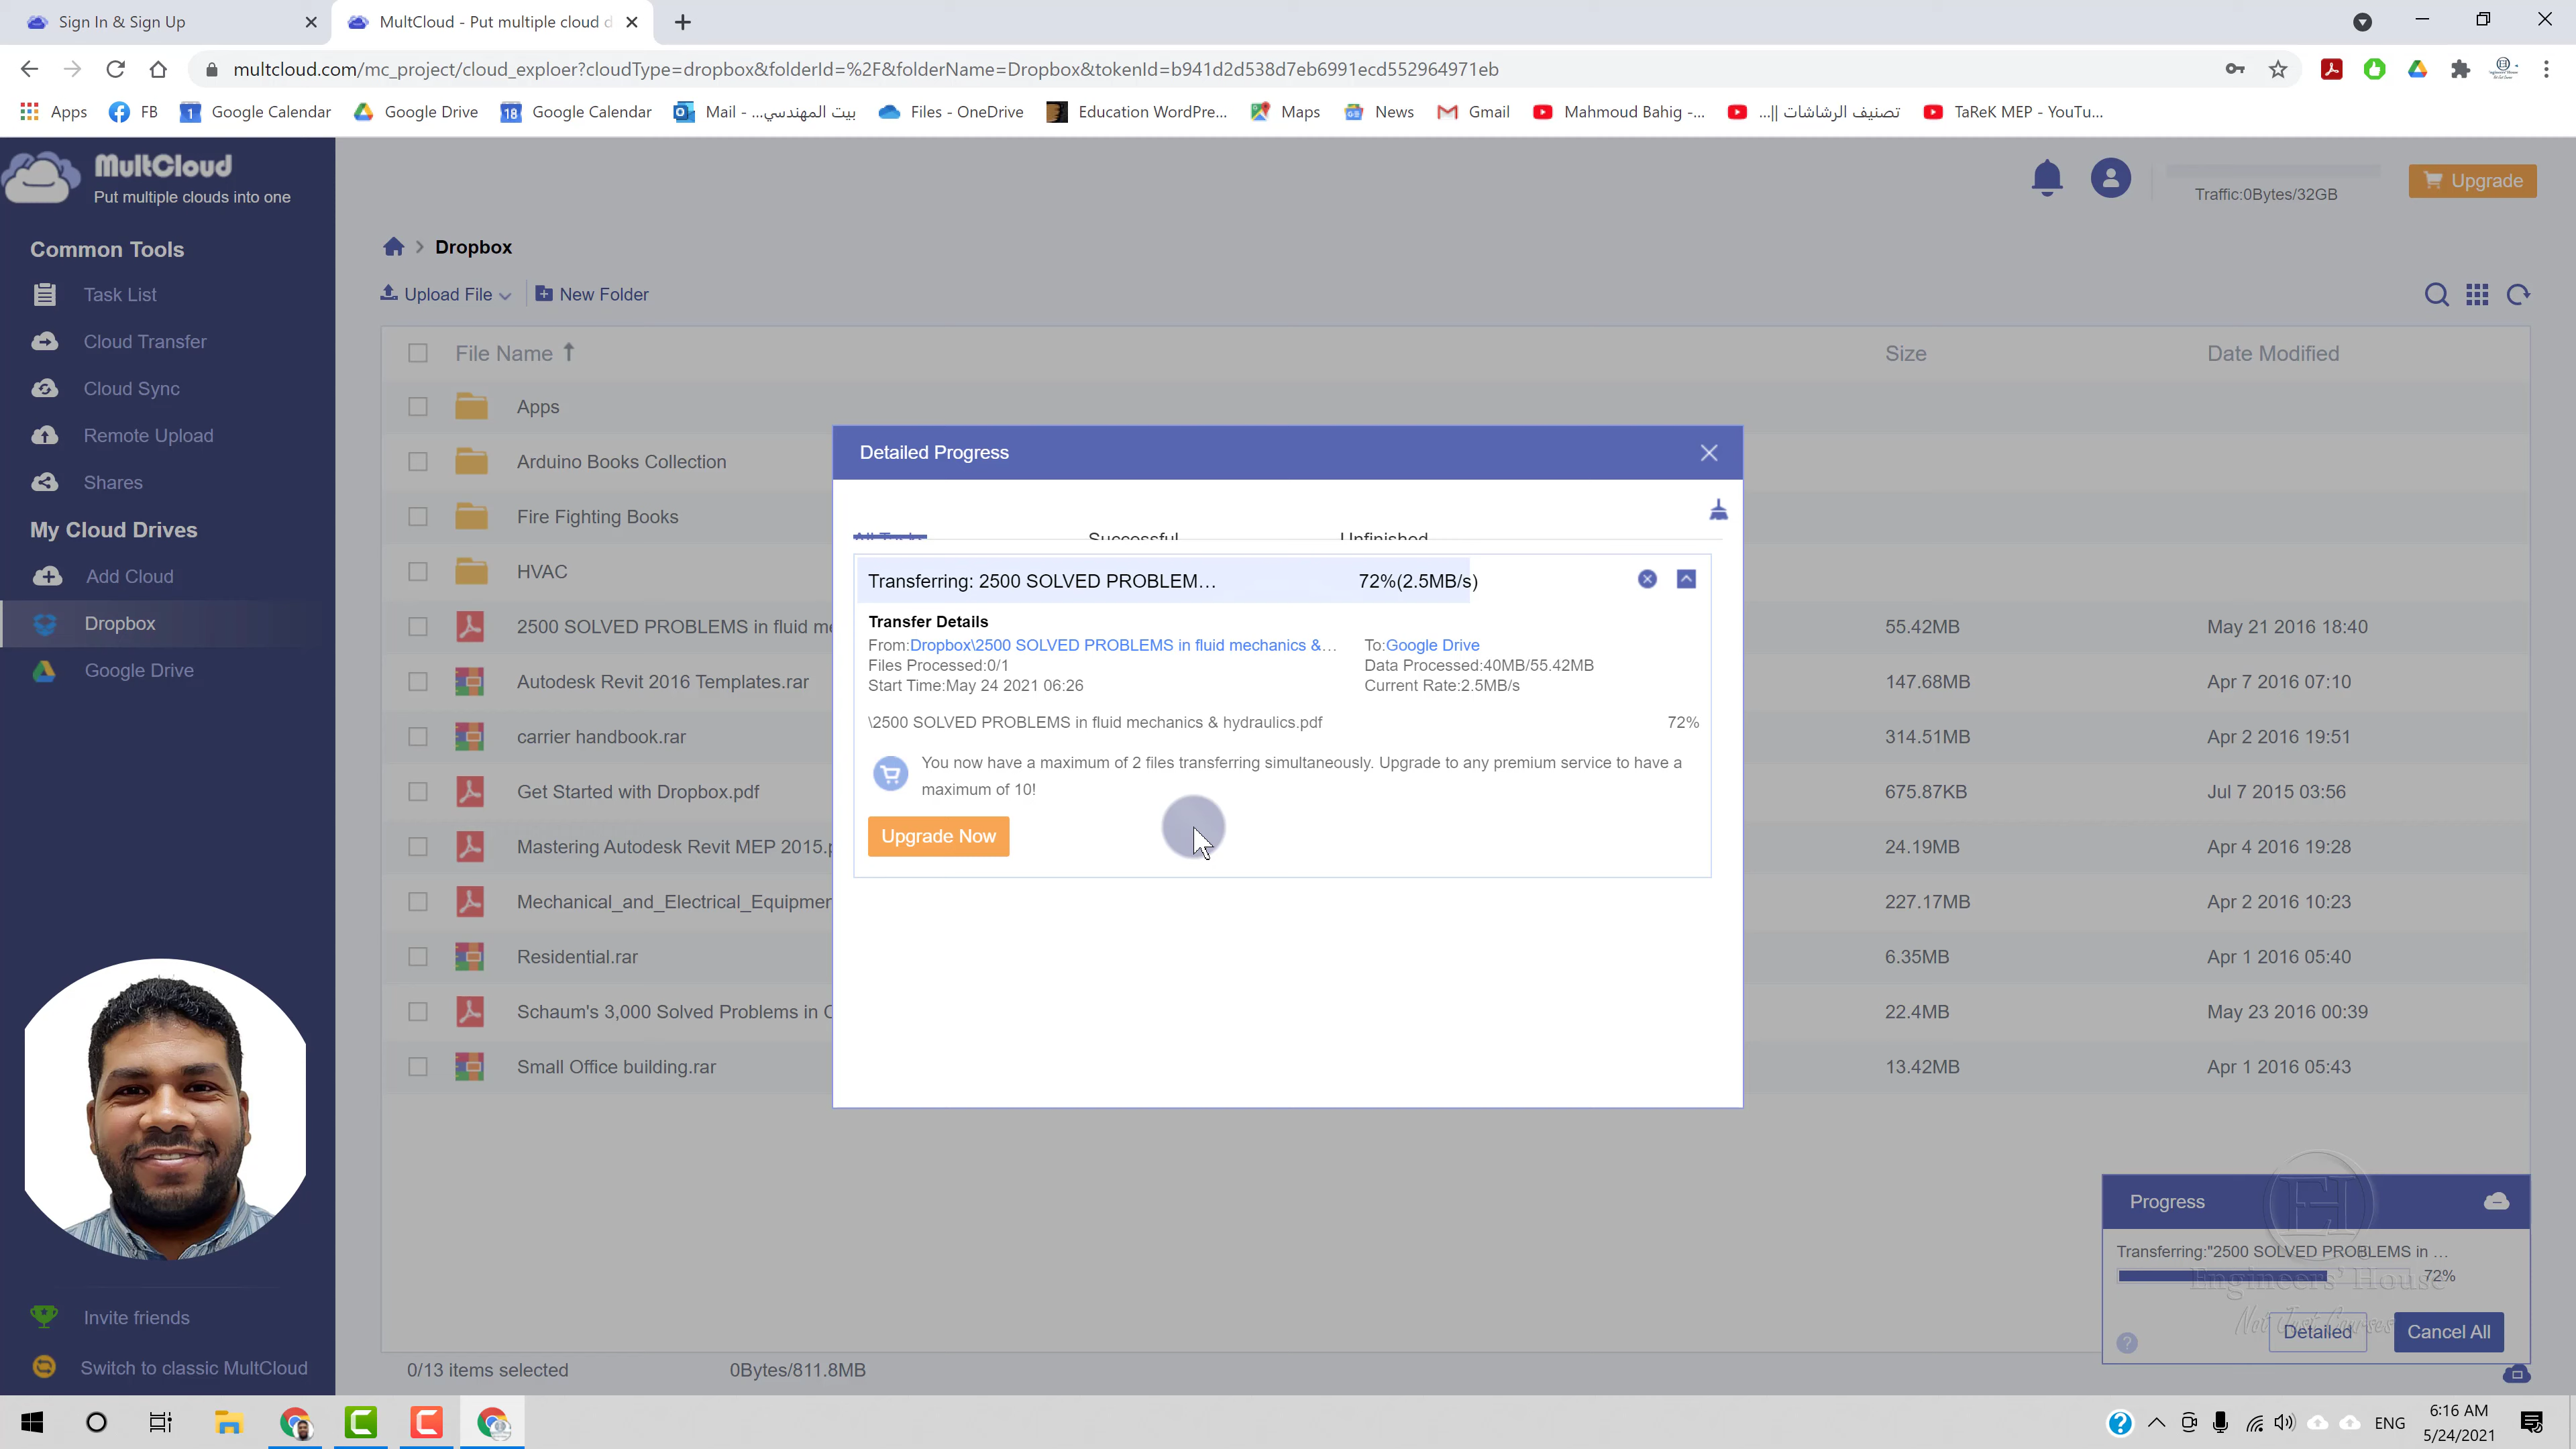 Sign In & Sign Up
MultCloud - Put multiple cloud d
multcloud.com/mc_project/cloud_exploer?cloudType=dropbox&folderId=%2F&folderName=Dropbox&tokenId=b941d2d538d7eb6991ecd552964971eb
Apps
FB
Google Calendar
Google Drive
Google Calendar
Mail - ...بيت المهندسي
Files - OneDrive
Education WordPre...
Maps
News
Gmail
Mahmoud Bahig -...
...|| تصنيف الرشاشات
TaReK MEP - YouTu...
MultCloud
Put multiple clouds into one
Traffic:0Bytes/32GB
Upgrade
Common Tools
Task List
Cloud Transfer
Cloud Sync
Remote Upload
Shares
My Cloud Drives
Add Cloud
Dropbox
Google Drive
Invite friends
Switch to classic MultCloud
Dropbox
Upload File
New Folder
File Name
Size
Date Modified
Apps
Arduino Books Collection
Fire Fighting Books
HVAC
2500 SOLVED PROBLEMS in fluid me
55.42MB
May 21 2016 18:40
Autodesk Revit 2016 Templates.rar
147.68MB
Apr 7 2016 07:10
carrier handbook.rar
314.51MB
Apr 2 2016 19:51
Get Started with Dropbox.pdf
675.87KB
Jul 7 2015 03:56
Mastering Autodesk Revit MEP 2015.p
24.19MB
Apr 4 2016 19:28
Mechanical_and_Electrical_Equipmen
227.17MB
Apr 2 2016 10:23
Residential.rar
6.35MB
Apr 1 2016 05:40
Schaum's 3,000 Solved Problems in C
22.4MB
May 23 2016 00:39
Small Office building.rar
13.42MB
Apr 1 2016 05:43
0/13 items selected
0Bytes/811.8MB
Detailed Progress
All Tasks
Successful
Unfinished
Transferring: 2500 SOLVED PROBLEM...
72%(2.5MB/s)
Transfer Details
From:Dropbox\2500 SOLVED PROBLEMS in fluid mechanics &...
To:Google Drive
Files Processed:0/1
Data Processed:40MB/55.42MB
Start Time:May 24 2021 06:26
Current Rate:2.5MB/s
\2500 SOLVED PROBLEMS in fluid mechanics & hydraulics.pdf
72%
You now have a maximum of 2 files transferring simultaneously. Upgrade to any premium service to have a
maximum of 10!
Upgrade Now
Progress
Transferring:"2500 SOLVED PROBLEMS in ...
72%
Engineers' House
Not Just Courses
Detailed
Cancel All
ENG
6:16 AM
5/24/2021